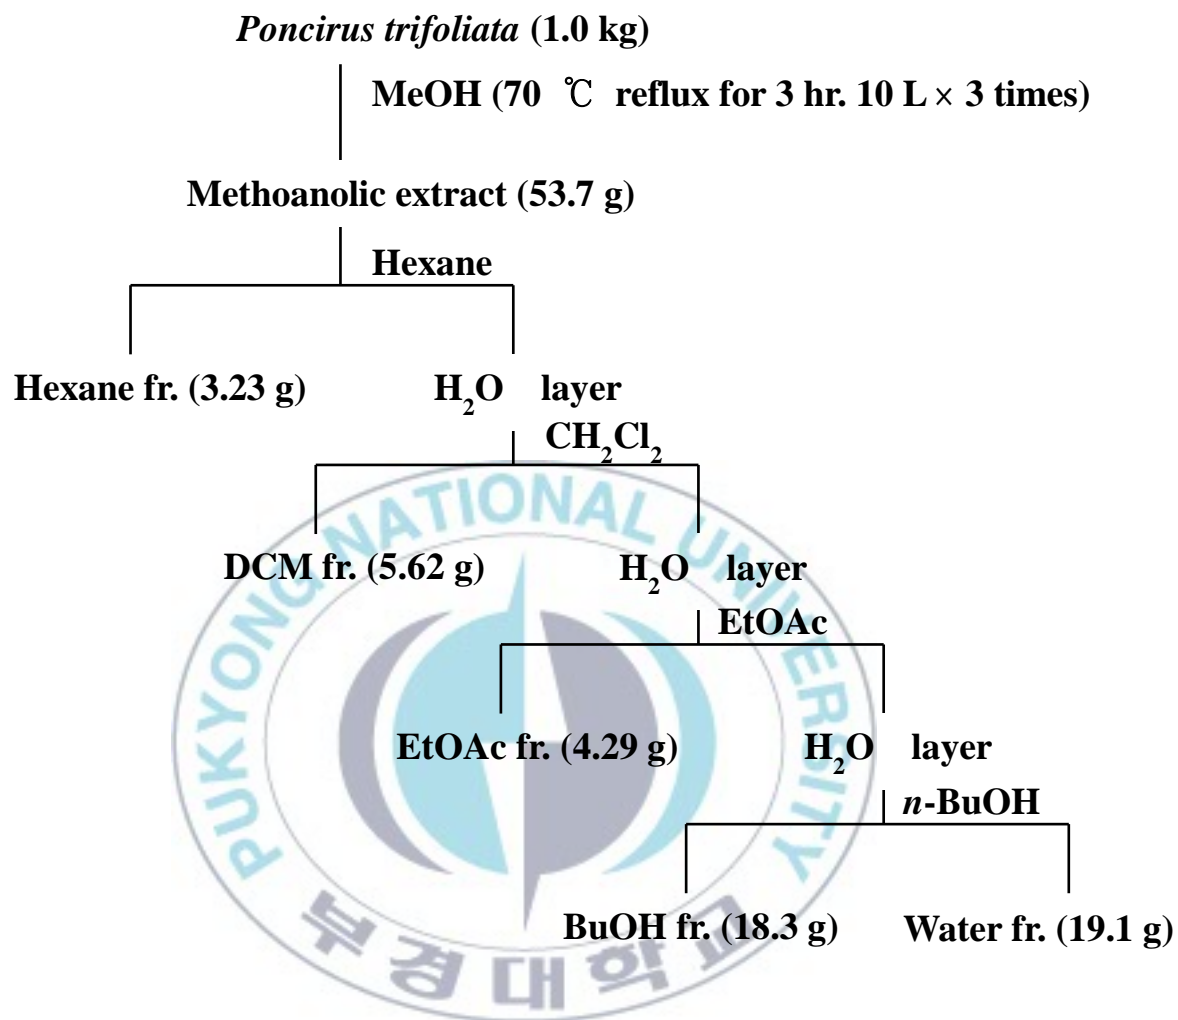 Poncirus trifoliata (1.0 kg)
MeOH (70 ℃ reflux for 3 hr. 10 L × 3 times)
Methoanolic extract (53.7 g)
Hexane
Hexane fr. (3.23 g)
H₂O layer
CH₂Cl₂
DCM fr. (5.62 g)
H₂O layer
EtOAc
EtOAc fr. (4.29 g)
H₂O layer
n-BuOH
BuOH fr. (18.3 g)
Water fr. (19.1 g)
PUKYONG NATIONAL UNIVERSITY
부경대학교